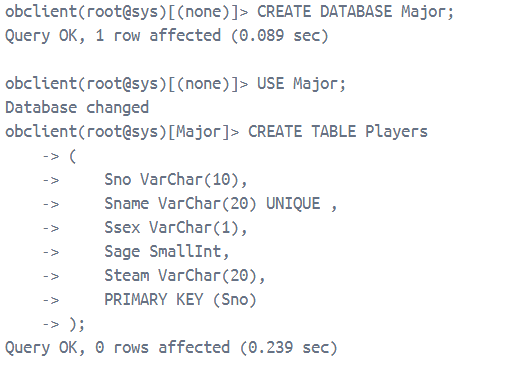 obclient(root@sys)[(none)]> CREATE DATABASE Major;
Query OK, 1 row affected (0.089 sec)

obclient(root@sys)[(none)]> USE Major;
Database changed
obclient(root@sys)[Major]> CREATE TABLE Players
    -> (
    ->     Sno VarChar(10),
    ->     Sname VarChar(20) UNIQUE ,
    ->     Ssex VarChar(1),
    ->     Sage SmallInt,
    ->     Steam VarChar(20),
    ->     PRIMARY KEY (Sno)
    -> );
Query OK, 0 rows affected (0.239 sec)